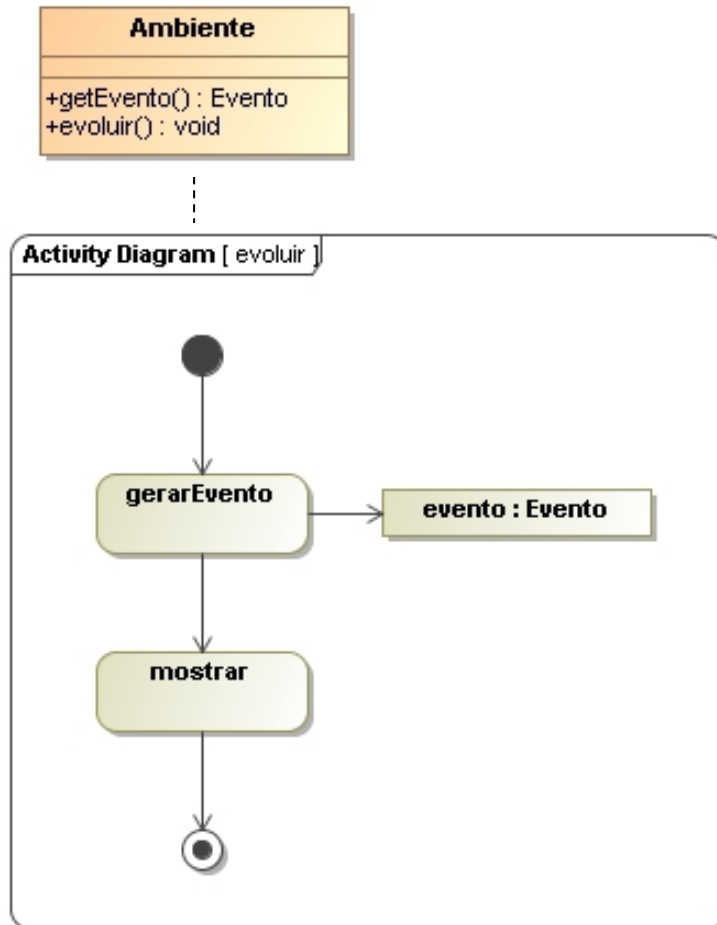 Ambiente
+getEvento() : Evento
+evoluir() : void
Activity Diagram [ evoluir ]
gerarEvento
evento : Evento
mostrar